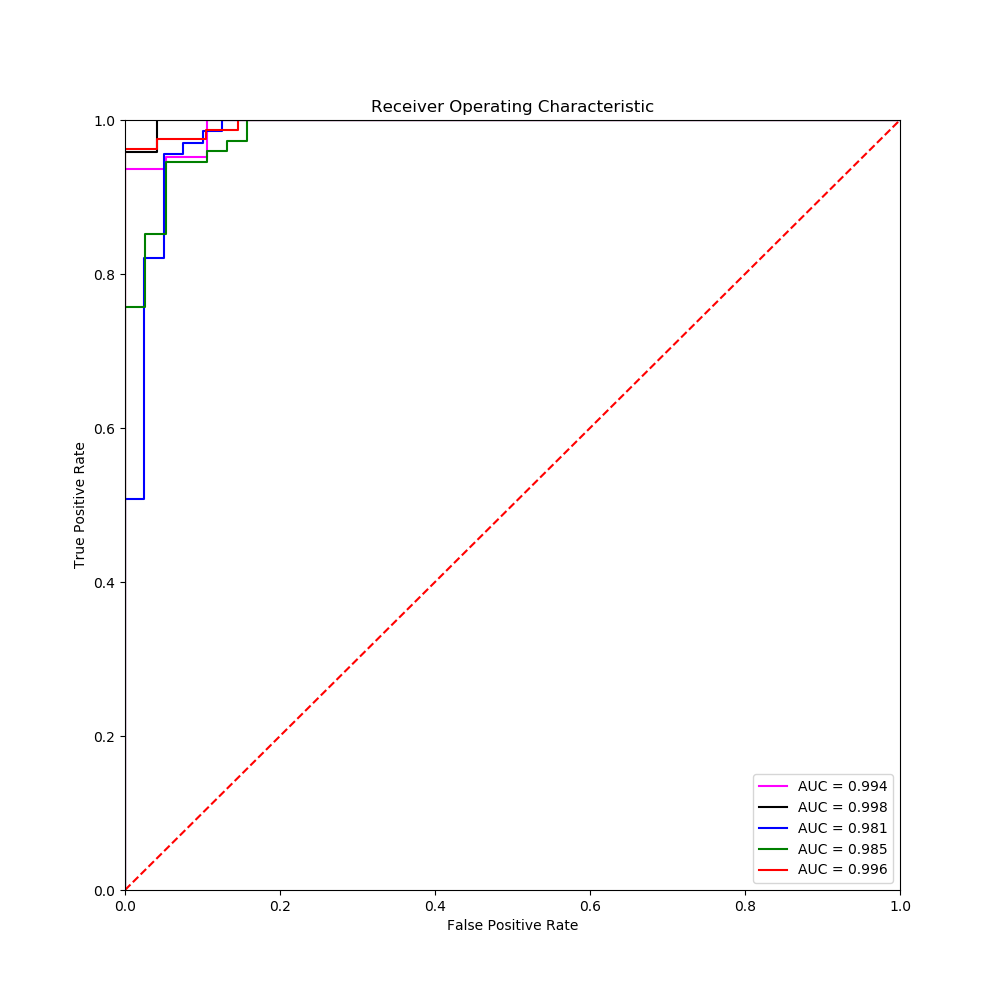 Receiver Operating Characteristic
1.0
0.8
0.6
0.4
0.2
0.0
True Positive Rate
0.0 0.2 0.4 0.6 0.8 1.0
False Positive Rate
AUC = 0.994
AUC = 0.998
AUC = 0.981
AUC = 0.985
AUC = 0.996